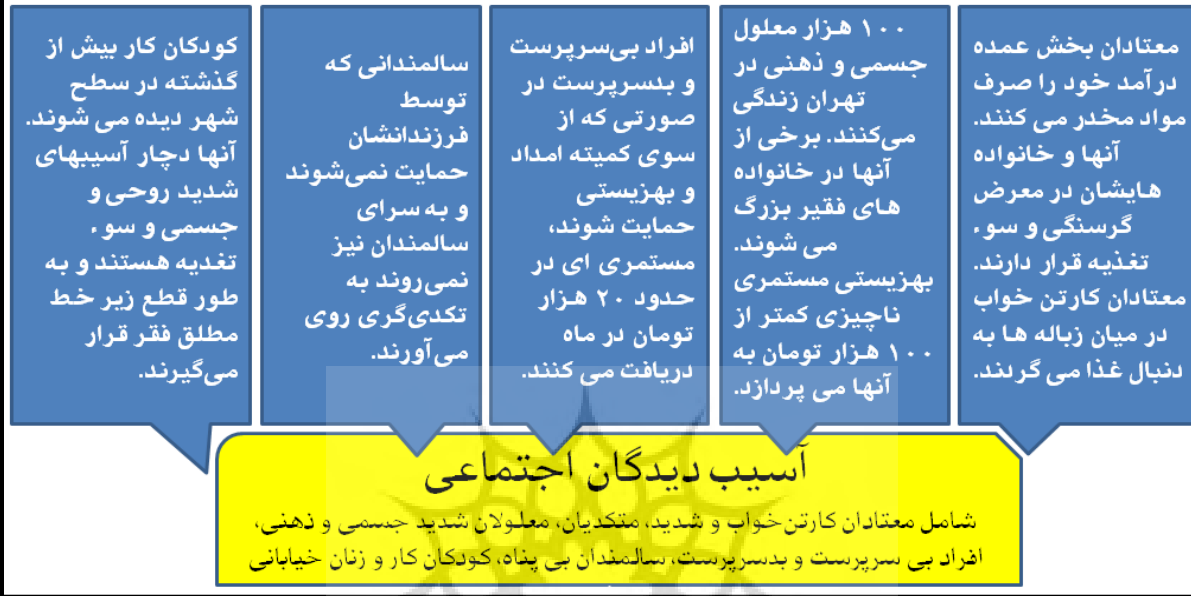 معتادان بخش عمده
درآمد خود را صرف
مواد مخدر می کنند.
آنها و خانواده
هایشان در معرض
گرسنگی و سوء
تغذیه قرار دارند.
معتادان کارتن خواب
در میان زباله ها به
دنبال غذا می گردند.
۱۰۰ هزار معلول
جسمی و ذهنی در
تهران زندگی
می‌کنند. برخی از
آنها در خانواده
های فقیر بزرگ
می شوند.
بهزیستی مستمری
ناچیزی کمتر از
۱۰۰ هزار تومان به
آنها می پردازد.
افراد بی‌سرپرست
و بدسرپرست در
صورتی که از
سوی کمیته امداد
و بهزیستی
حمایت شوند،
مستمری ای در
حدود ۲۰ هزار
تومان در ماه
دریافت می کنند.
سالمندانی که
توسط
فرزندانشان
حمایت نمی‌شوند
و به سرای
سالمندان نیز
نمی‌روند به
تکدی‌گری روی
می‌آورند.
کودکان کار بیش از
گذشته در سطح
شهر دیده می شوند.
آنها دچار آسیبهای
شدید روحی و
جسمی و سوء
تغدیه هستند و به
طور قطع زیر خط
مطلق فقر قرار
می‌گیرند.
آسیب دیدگان اجتماعی
شامل معتادان کارتن‌خواب و شدید، متکدیان، معلولان شدید جسمی و ذهنی،
افراد بی سرپرست و بدسرپرست، سالمندان بی پناه، کودکان کار و زنان خیابانی